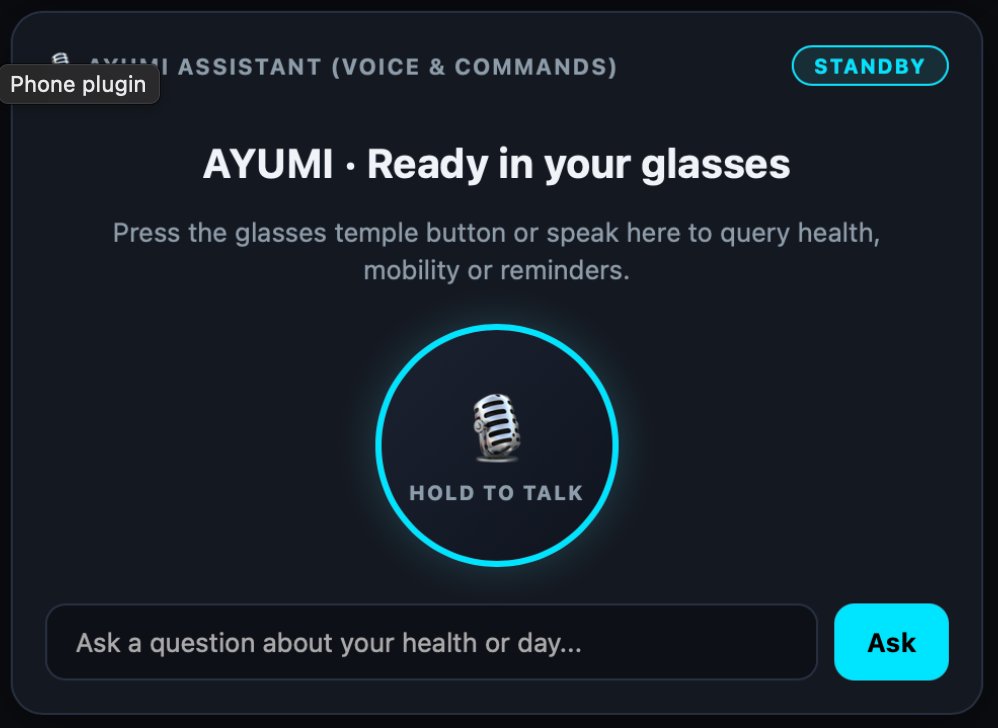 AYUMI ASSISTANT (VOICE & COMMANDS)
STANDBY
Phone plugin
AYUMI · Ready in your glasses
Press the glasses temple button or speak here to query health,
mobility or reminders.
HOLD TO TALK
Ask a question about your health or day...
Ask